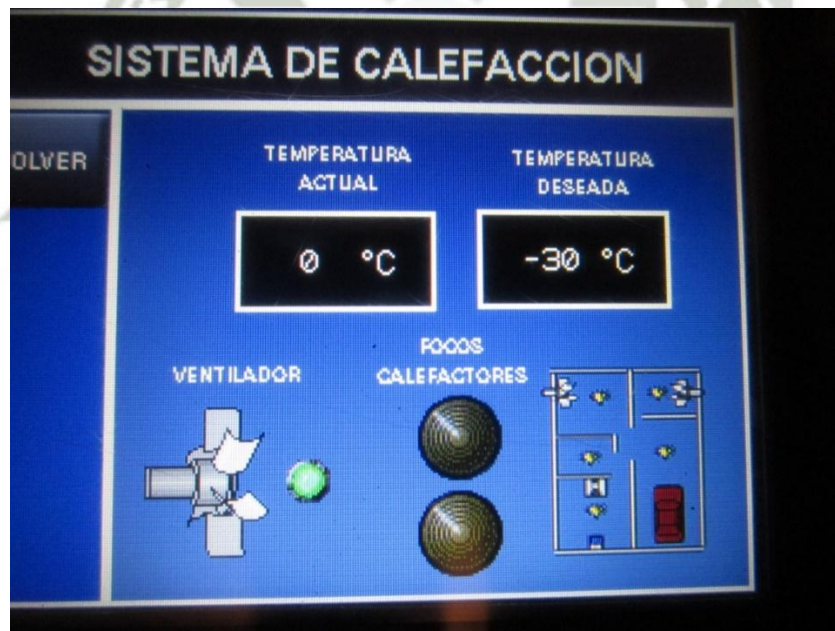 SISTEMA DE CALEFACCION
OLVER
TEMPERATURA
ACTUAL
TEMPERATURA
DESEADA
0 °C
-30 °C
VENTILADOR
FOCOS
CALEFACTORES